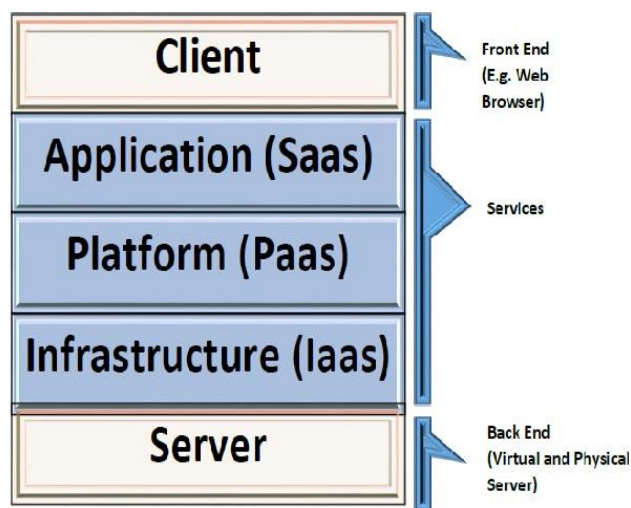 Client
Front End
(E.g. Web
Browser)
Application (Saas)
Platform (Paas)
Services
Infrastructure (Iaas)
Server
Back End
(Virtual and Physical
Server)